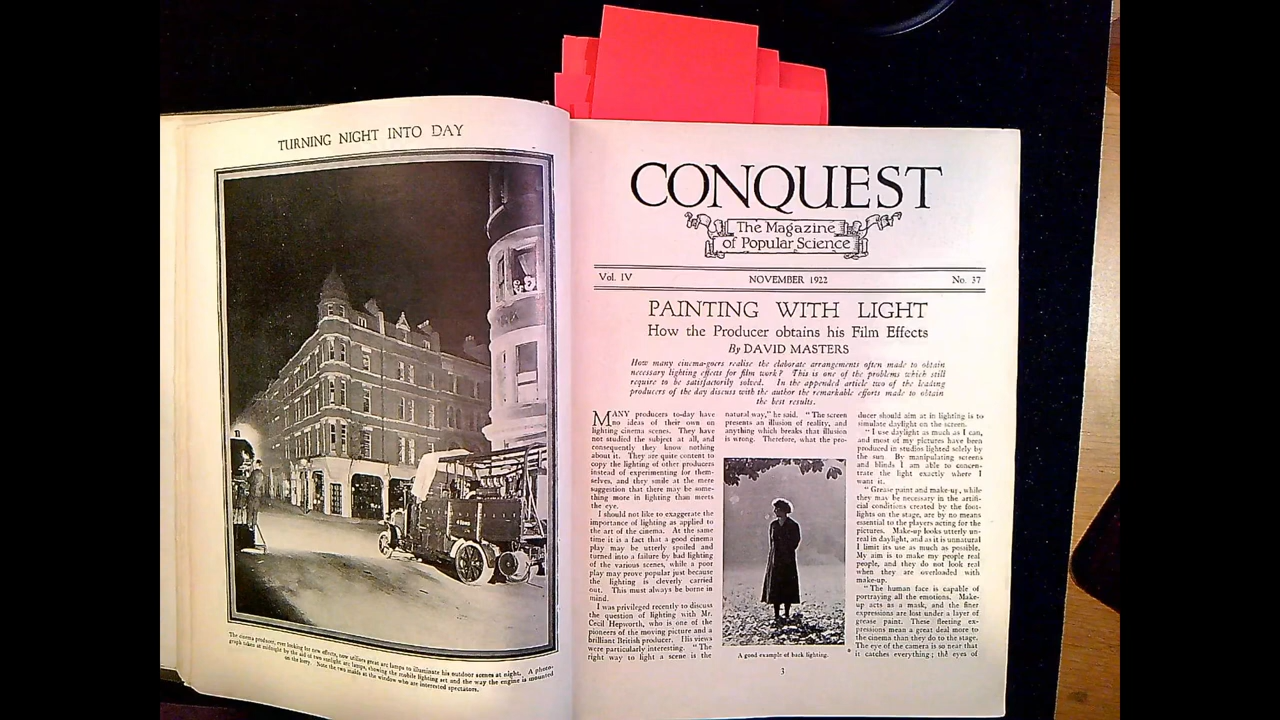 TURNING NIGHT INTO DAY
The cinema producer, ever looking for new effects, now utilises great arc lamps to illuminate his outdoor scenes at night. A photo-
graph taken at midnight by the aid of two sunlight arc lamps, showing the mobile lighting set and the way the engine is mounted
on the lorry. Note the two maids at the window who are interested spectators.
CONQUEST
The Magazine
of Popular Science
Vol. IV NOVEMBER 1922 No. 37
PAINTING WITH LIGHT
How the Producer obtains his Film Effects
By DAVID MASTERS
How many cinema-goers realise the elaborate arrangements often made to obtain
necessary lighting effects for film work? This is one of the problems which still
require to be satisfactorily solved. In the appended article two of the leading
producers of the day discuss with the author the remarkable efforts made to obtain
the best results.
MANY producers to-day have
no ideas of their own on
lighting cinema scenes. They have
not studied the subject at all, and
consequently they know nothing
about it. They are quite content to
copy the lighting of other producers
instead of experimenting for them-
selves, and they smile at the mere
suggestion that there may be some-
thing more in lighting than meets
the eye.
I should not like to exaggerate the
importance of lighting as applied to
the art of the cinema. At the same
time it is a fact that a good cinema
play may be utterly spoiled and
turned into a failure by bad lighting
of the various scenes, while a poor
play may prove popular just because
the lighting is cleverly carried
out. This must always be borne in
mind.
I was privileged recently to discuss
the question of lighting with Mr.
Cecil Hepworth, who is one of the
pioneers of the moving picture and a
brilliant British producer. His views
were particularly interesting. "The
right way to light a scene is the
natural way," he said. "The screen
presents an illusion of reality, and
anything which breaks that illusion
is wrong. Therefore, what the pro-
A good example of back lighting.
ducer should aim at in lighting is to
simulate daylight on the screen.
"I use daylight as much as I can,
and most of my pictures have been
produced in studios lighted solely by
the sun. By manipulating screens
and blinds I am able to concen-
trate the light exactly where I
want it.
"Grease paint and make-up, while
they may be necessary in the artifi-
cial conditions created by the foot-
lights on the stage, are by no means
essential to the players acting for the
pictures. Make-up looks utterly un-
real in daylight, and as it is unnatural
I limit its use as much as possible.
My aim is to make my people real
people, and they do not look real
when they are overloaded with
make-up.
"The human face is capable of
portraying all the emotions. Make-
up acts as a mask, and the finer
expressions are lost under a layer of
grease paint. These fleeting ex-
pressions mean a great deal more to
the cinema than they do to the stage.
The eye of the camera is so near that
it catches everything; the eyes of
3